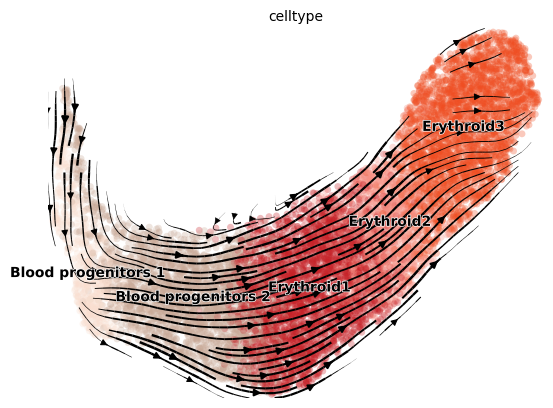 celltype
Erythroid3
Erythroid2
Blood progenitors 1
Erythroid1
Blood progenitors 2